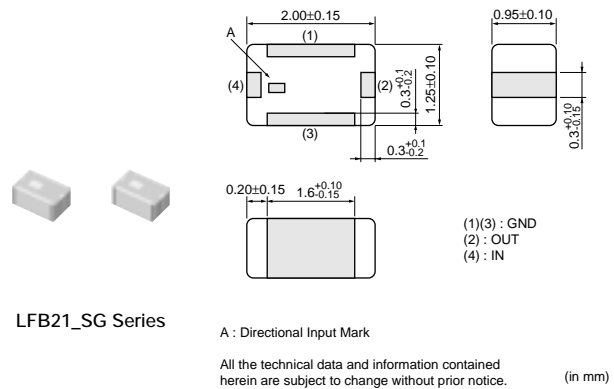 2.00±0.15
0.95±0.10
A
(1)
(4)
(2)
(3)
0.3+0.1-0.2
1.25±0.10
0.3+0.10-0.15
0.3+0.1-0.2
0.20±0.15
1.6+0.10-0.15
(1)(3) : GND
(2) : OUT
(4) : IN
LFB21_SG Series
A : Directional Input Mark
All the technical data and information contained
herein are subject to change without prior notice.
(in mm)